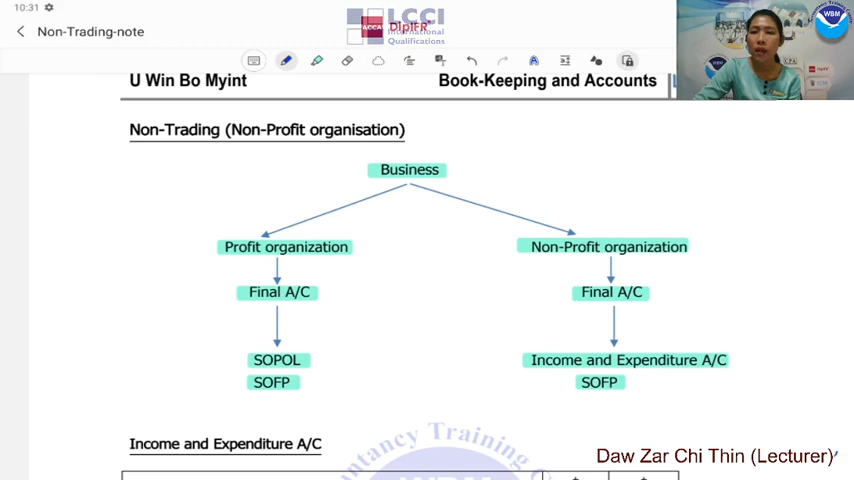 10:31
Non-Trading-note
LCCI
International
Qualifications
ACCA
DipIFR
WBM
CPA
U Win Bo Myint
Book-Keeping and Accounts
Non-Trading (Non-Profit organisation)
Business
Profit organization
Non-Profit organization
Final A/C
Final A/C
SOPOL
Income and Expenditure A/C
SOFP
SOFP
Income and Expenditure A/C
Daw Zar Chi Thin (Lecturer)